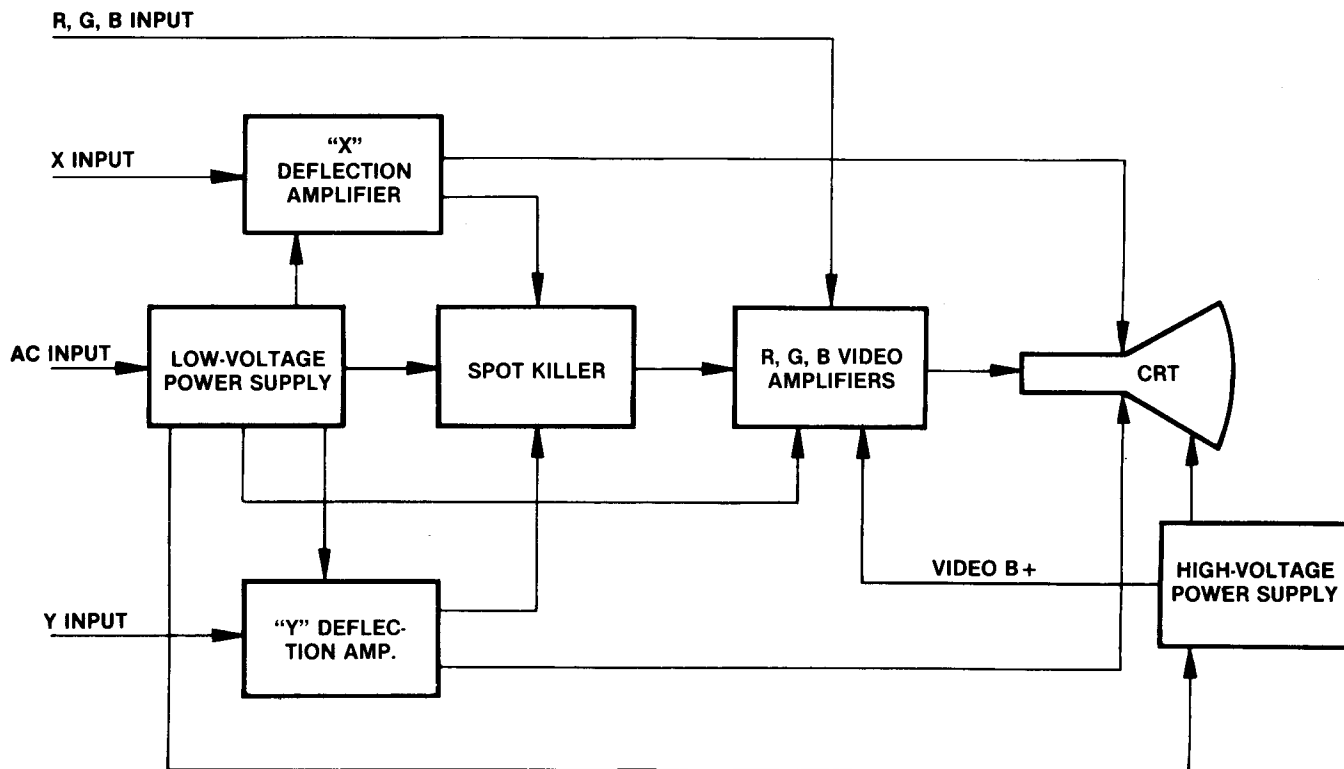 R, G, B INPUT
X INPUT
“X”
DEFLECTION
AMPLIFIER
AC INPUT
LOW-VOLTAGE
POWER SUPPLY
SPOT KILLER
R, G, B VIDEO
AMPLIFIERS
CRT
VIDEO B+
HIGH-VOLTAGE
POWER SUPPLY
Y INPUT
“Y” DEFLEC-
TION AMP.